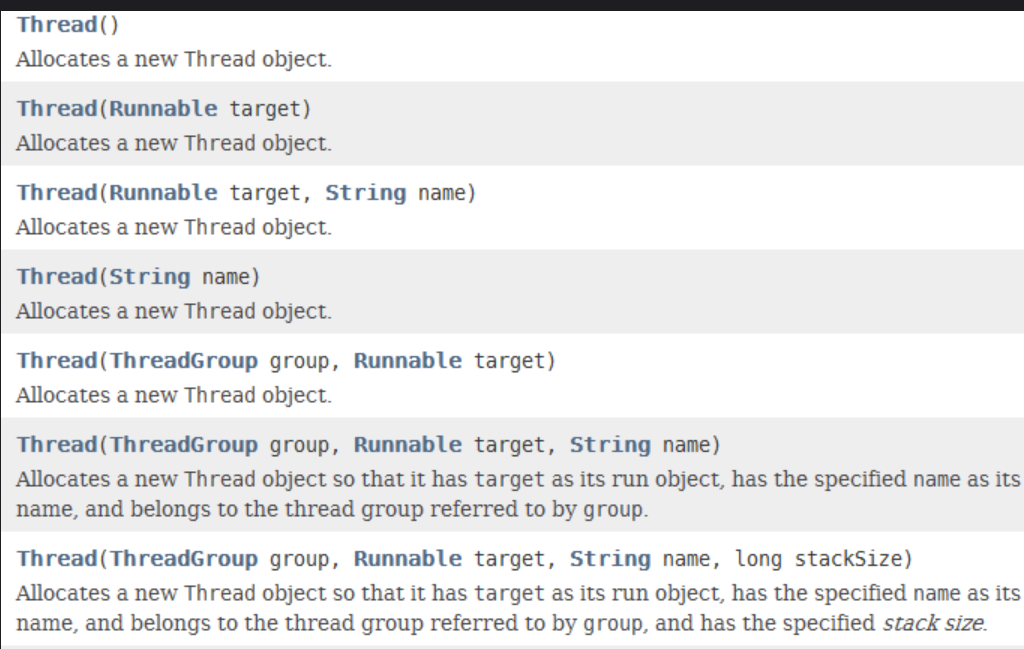 Thread()
Allocates a new Thread object.
Thread(Runnable target)
Allocates a new Thread object.
Thread(Runnable target, String name)
Allocates a new Thread object.
Thread(String name)
Allocates a new Thread object.
Thread(ThreadGroup group, Runnable target)
Allocates a new Thread object.
Thread(ThreadGroup group, Runnable target, String name)
Allocates a new Thread object so that it has target as its run object, has the specified name as its
name, and belongs to the thread group referred to by group.
Thread(ThreadGroup group, Runnable target, String name, long stackSize)
Allocates a new Thread object so that it has target as its run object, has the specified name as its
name, and belongs to the thread group referred to by group, and has the specified stack size.